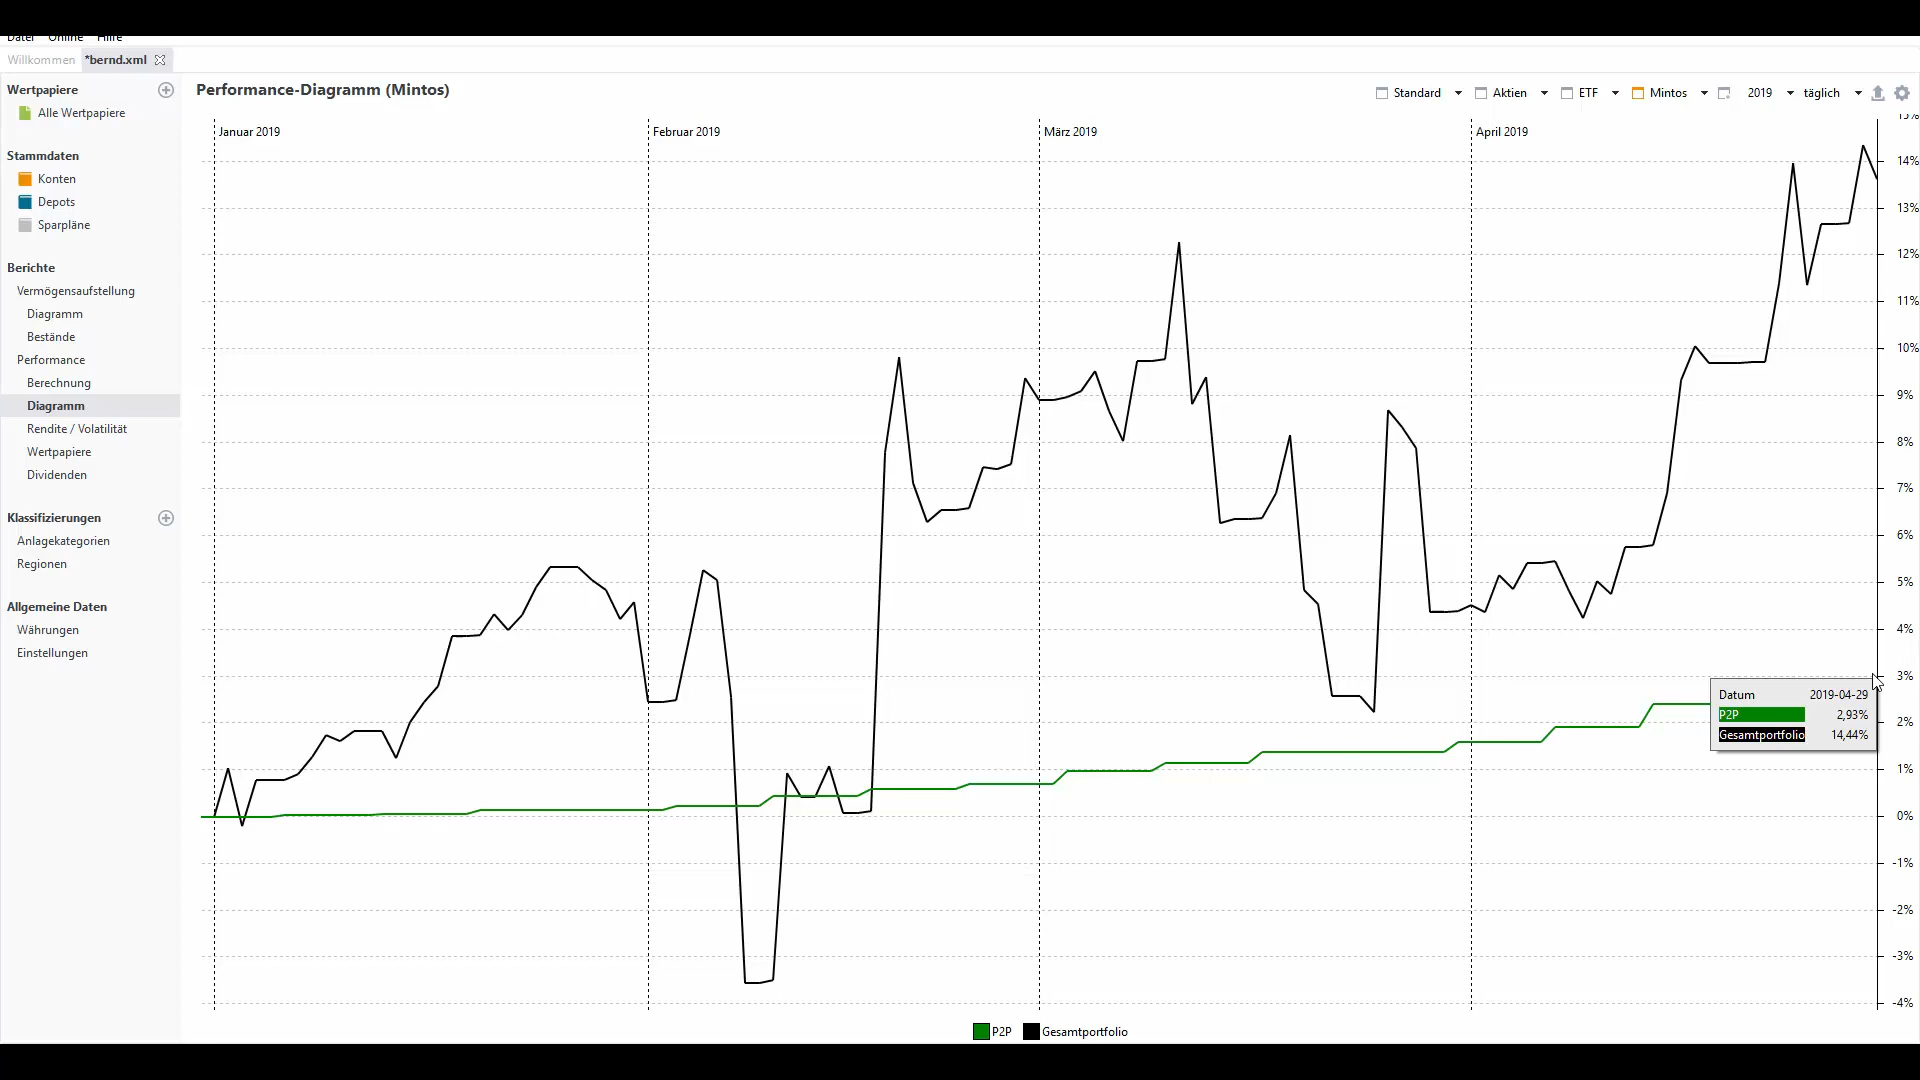 Datei Online Hilfe
Willkommen *bernd.xml
Wertpapiere
Alle Wertpapiere
Stammdaten
Konten
Depots
Sparpläne
Berichte
Vermögensaufstellung
Diagramm
Bestände
Performance
Berechnung
Diagramm
Rendite / Volatilität
Wertpapiere
Dividenden
Klassifizierungen
Anlagekategorien
Regionen
Allgemeine Daten
Währungen
Einstellungen
Performance-Diagramm (Mintos)
Standard Aktien ETF Mintos 2019 täglich
Januar 2019 Februar 2019 März 2019 April 2019
15%
14%
13%
12%
11%
10%
9%
8%
7%
6%
5%
4%
3%
2%
1%
0%
-1%
-2%
-3%
-4%
Datum 2019-04-29
P2P 2,93%
Gesamtportfolio 14,44%
P2P Gesamtportfolio